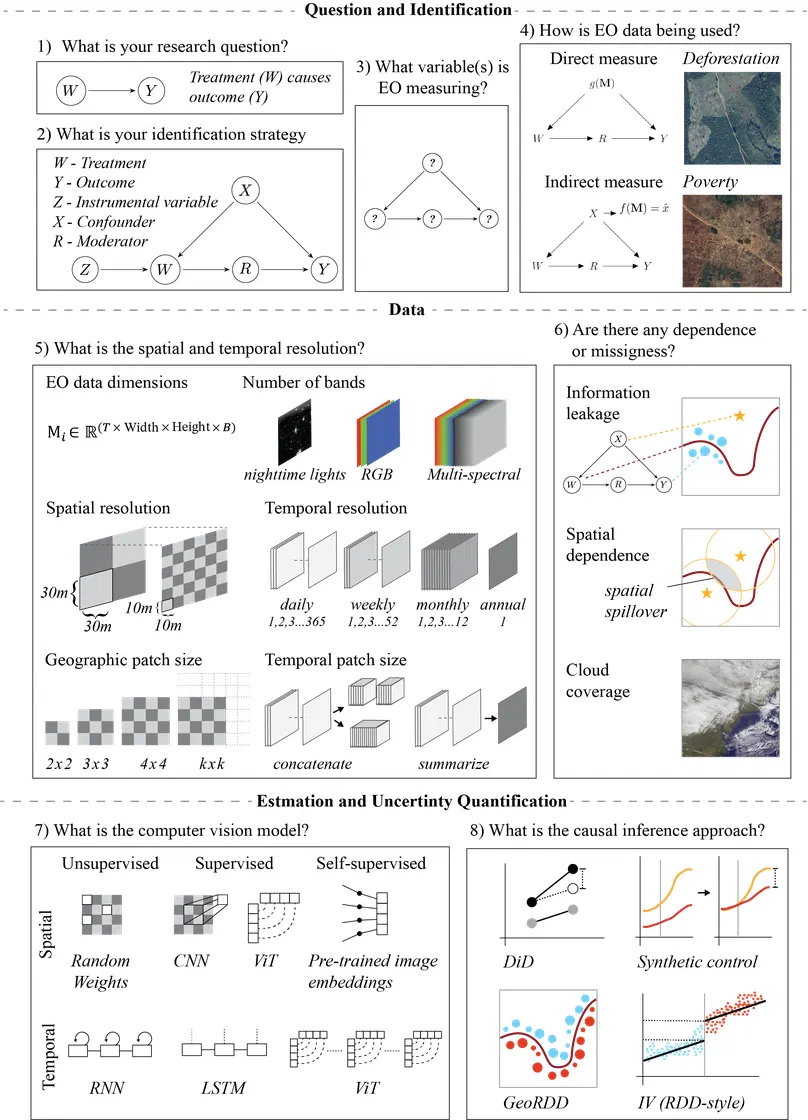 Question and Identification
1) What is your research question?
W
Y
Treatment (W) causes
outcome (Y)
2) What is your identification strategy
W - Treatment
Y - Outcome
Z - Instrumental variable
X - Confounder
R - Moderator
X
Z
W
R
Y
3) What variable(s) is
EO measuring?
?
?
?
?
4) How is EO data being used?
Direct measure
Deforestation
g(M)
W
R
Y
Indirect measure
Poverty
X
f(M) = x̂
W
R
Y
Data
5) What is the spatial and temporal resolution?
EO data dimensions
Number of bands
M𝑖 ∈ ℝ(T × Width × Height × B)
nighttime lights
RGB
Multi-spectral
Spatial resolution
Temporal resolution
30m
30m
10m
10m
daily
weekly
monthly
annual
1,2,3...365
1,2,3...52
1,2,3...12
1
Geographic patch size
Temporal patch size
2x2
3x3
4x4
kxk
concatenate
summarize
6) Are there any dependence
or missigness?
Information
leakage
X
W
R
Y
Spatial
dependence
spatial
spillover
Cloud
coverage
Estmation and Uncertinty Quantification
7) What is the computer vision model?
Unsupervised
Supervised
Self-supervised
Spatial
Random
Weights
CNN
ViT
Pre-trained image
embeddings
Temporal
RNN
LSTM
ViT
8) What is the causal inference approach?
DiD
Synthetic control
GeoRDD
IV (RDD-style)